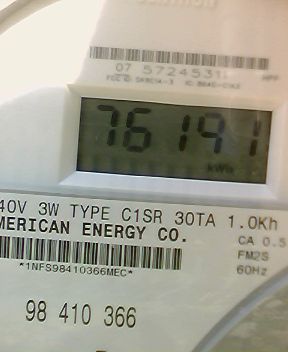 07 5724531
76191
kWh
40V 3W TYPE C1SR 30TA 1.0Kh
MERICAN ENERGY CO.
CA 0.5
*1NFS98410366MEC*
FM2S
60Hz
98 410 366